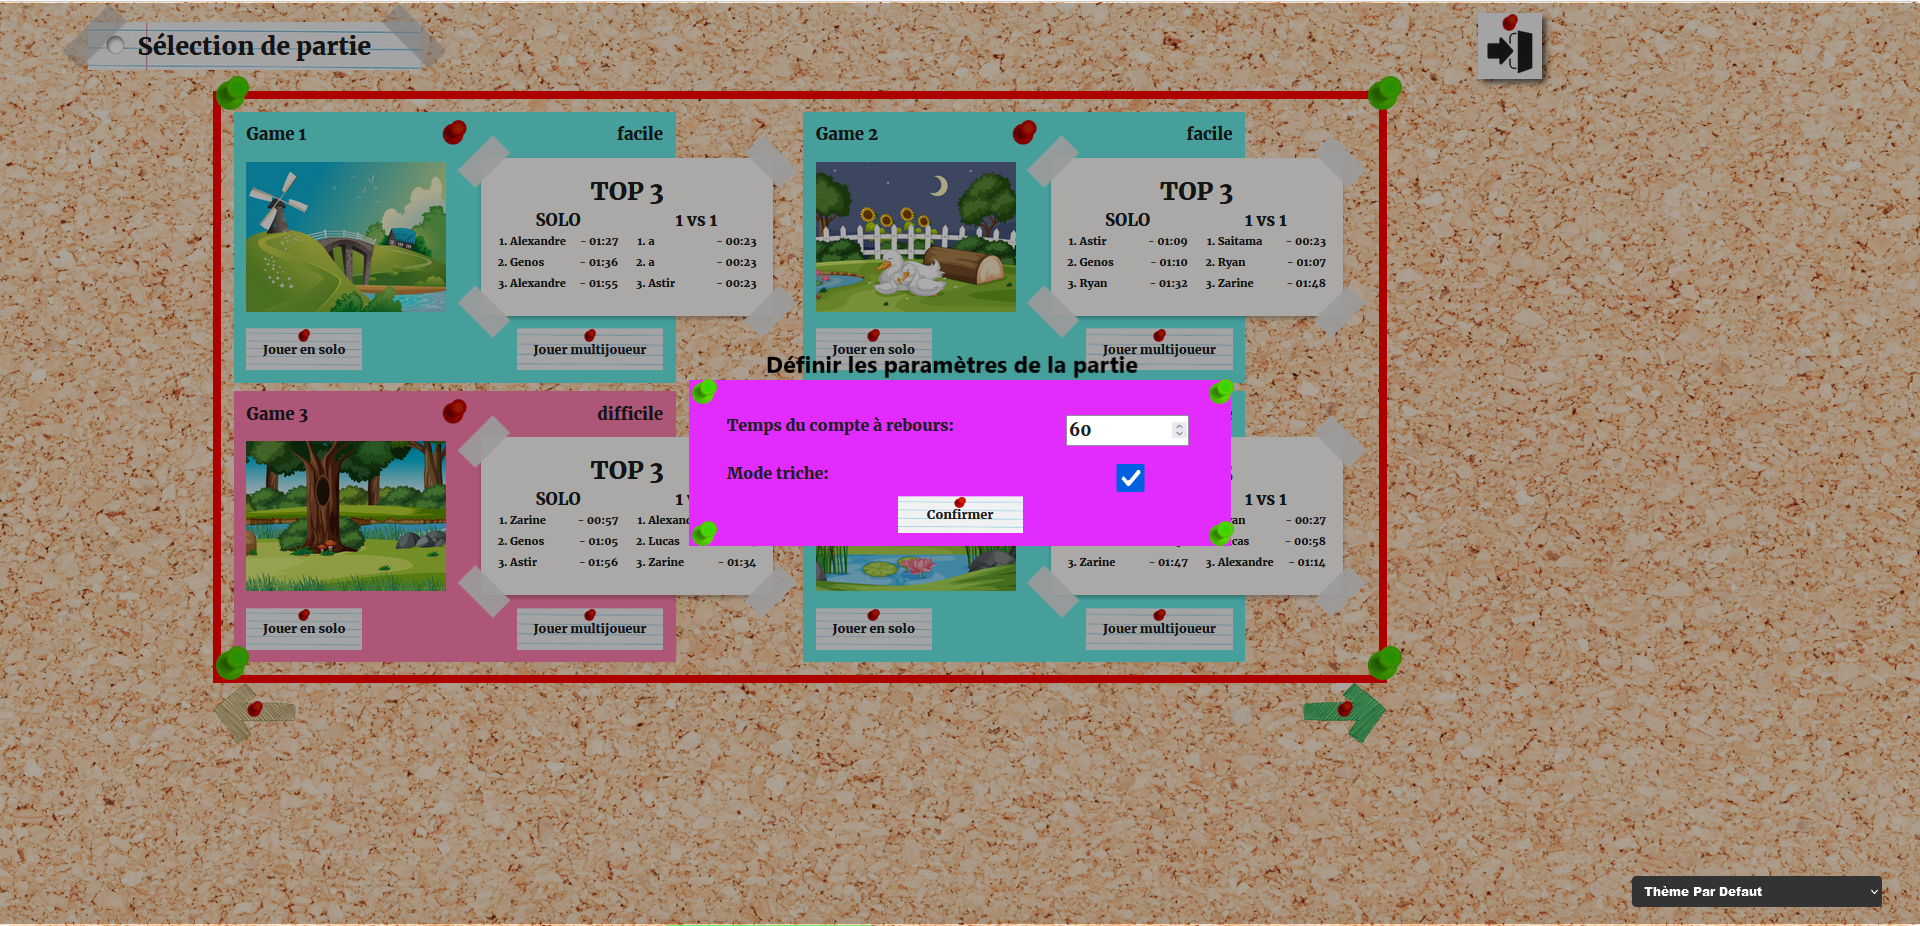 Sélection de partie
Game 1
facile
TOP 3
SOLO
1 vs 1
1. Alexandre - 01:27
1. a - 00:23
2. Genos - 01:36
2. a - 00:23
3. Alexandre - 01:55
3. Astir - 00:23
Jouer en solo
Jouer multijoueur
Game 2
facile
TOP 3
SOLO
1 vs 1
1. Astir - 01:09
1. Saitama - 00:23
2. Genos - 01:10
2. Ryan - 01:07
3. Ryan - 01:32
3. Zarine - 01:48
Jouer en solo
Jouer multijoueur
Définir les paramètres de la partie
Temps du compte à rebours:
60
Mode triche:
Confirmer
Game 3
difficile
TOP 3
SOLO
1
1. Zarine - 00:57
1. Alexan
2. Genos - 01:05
2. Lucas
3. Astir - 01:56
3. Zarine - 01:34
Jouer en solo
Jouer multijoueur
1 vs 1
an - 00:27
cas - 00:58
3. Zarine - 01:47
3. Alexandre - 01:14
Jouer en solo
Jouer multijoueur
Thème Par Defaut